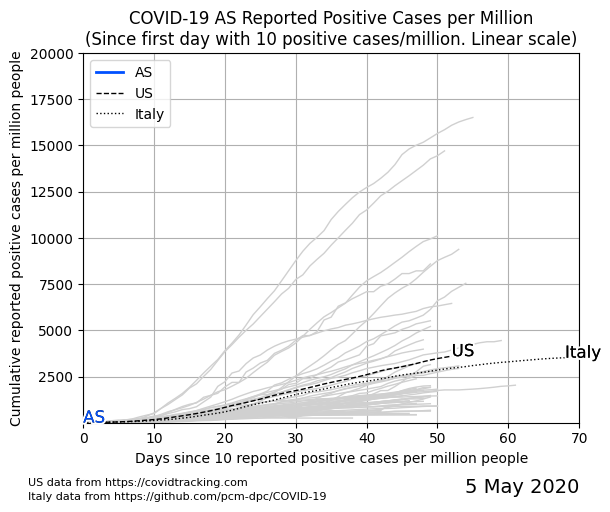 COVID-19 AS Reported Positive Cases per Million
(Since first day with 10 positive cases/million. Linear scale)
Cumulative reported positive cases per million people
20000
17500
15000
12500
10000
7500
5000
2500
AS
US
Italy
US
Italy
AS
0 10 20 30 40 50 60 70
Days since 10 reported positive cases per million people
US data from https://covidtracking.com
Italy data from https://github.com/pcm-dpc/COVID-19
5 May 2020